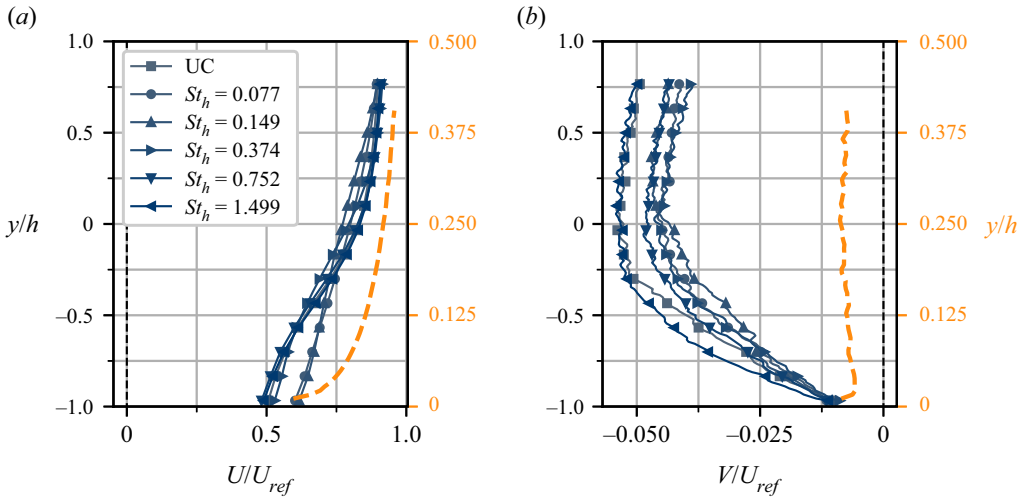 (a)
(b)
1.0
0.5
0
−0.5
−1.0
y/h
UC
St_h = 0.077
St_h = 0.149
St_h = 0.374
St_h = 0.752
St_h = 1.499
0.500
0.375
0.250
0.125
0
0
0.5
1.0
U/U_ref
1.0
0.5
0
−0.5
−1.0
0.500
0.375
0.250
0.125
0
y/h
−0.050
−0.025
0
V/U_ref